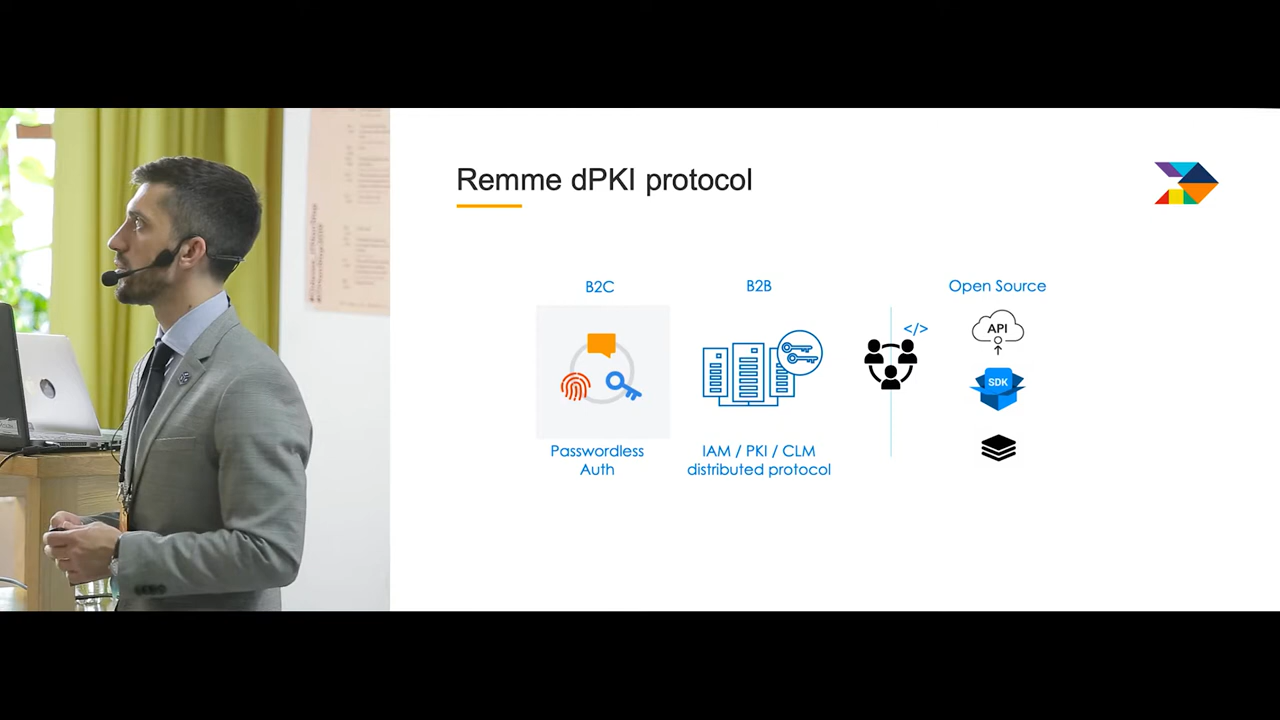 Remme dPKI protocol
B2C
B2B
Open Source
</>
API
SDK
Passwordless
Auth
IAM / PKI / CLM
distributed protocol